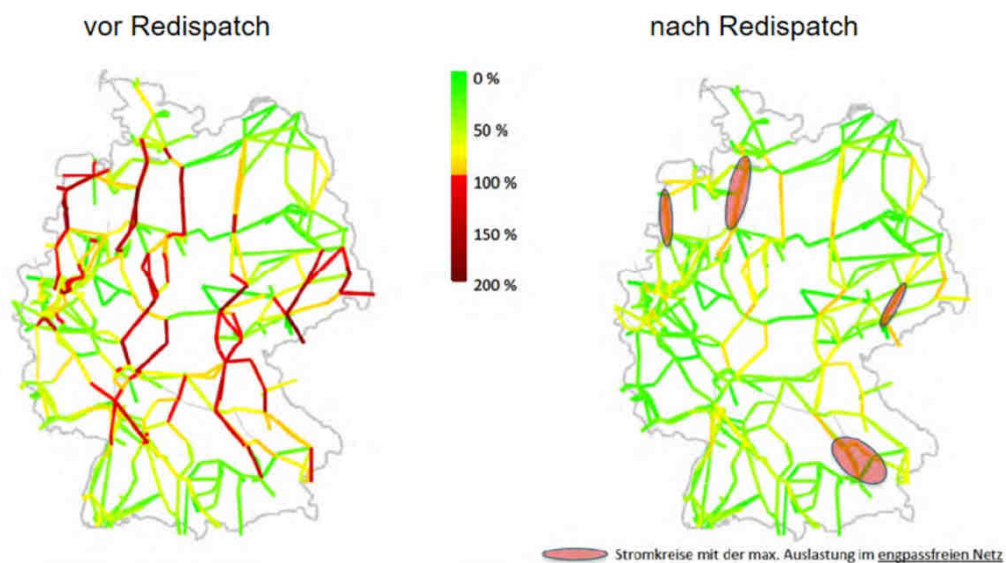 vor Redispatch
nach Redispatch
0 %
50 %
100 %
150 %
200 %
Stromkreise mit der max. Auslastung im engpassfreien Netz